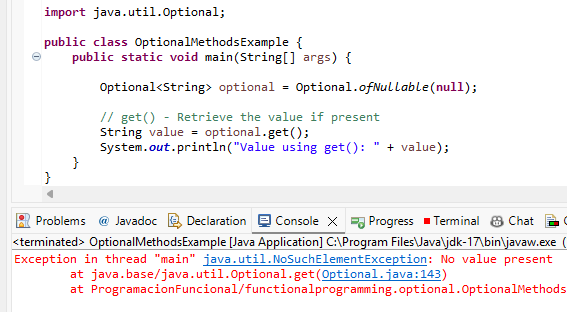 import java.util.Optional;
public class OptionalMethodsExample {
public static void main(String[] args) {
Optional<String> optional = Optional.ofNullable(null);
// get() - Retrieve the value if present
String value = optional.get();
System.out.println("Value using get(): " + value);
}
}
Problems @ Javadoc Declaration Console Progress Terminal Chat
<terminated> OptionalMethodsExample [Java Application] C:\Program Files\Java\jdk-17\bin\javaw.exe (
Exception in thread "main" java.util.NoSuchElementException: No value present
at java.base/java.util.Optional.get(Optional.java:143)
at ProgramacionFuncional/functionalprogramming.optional.OptionalMethods